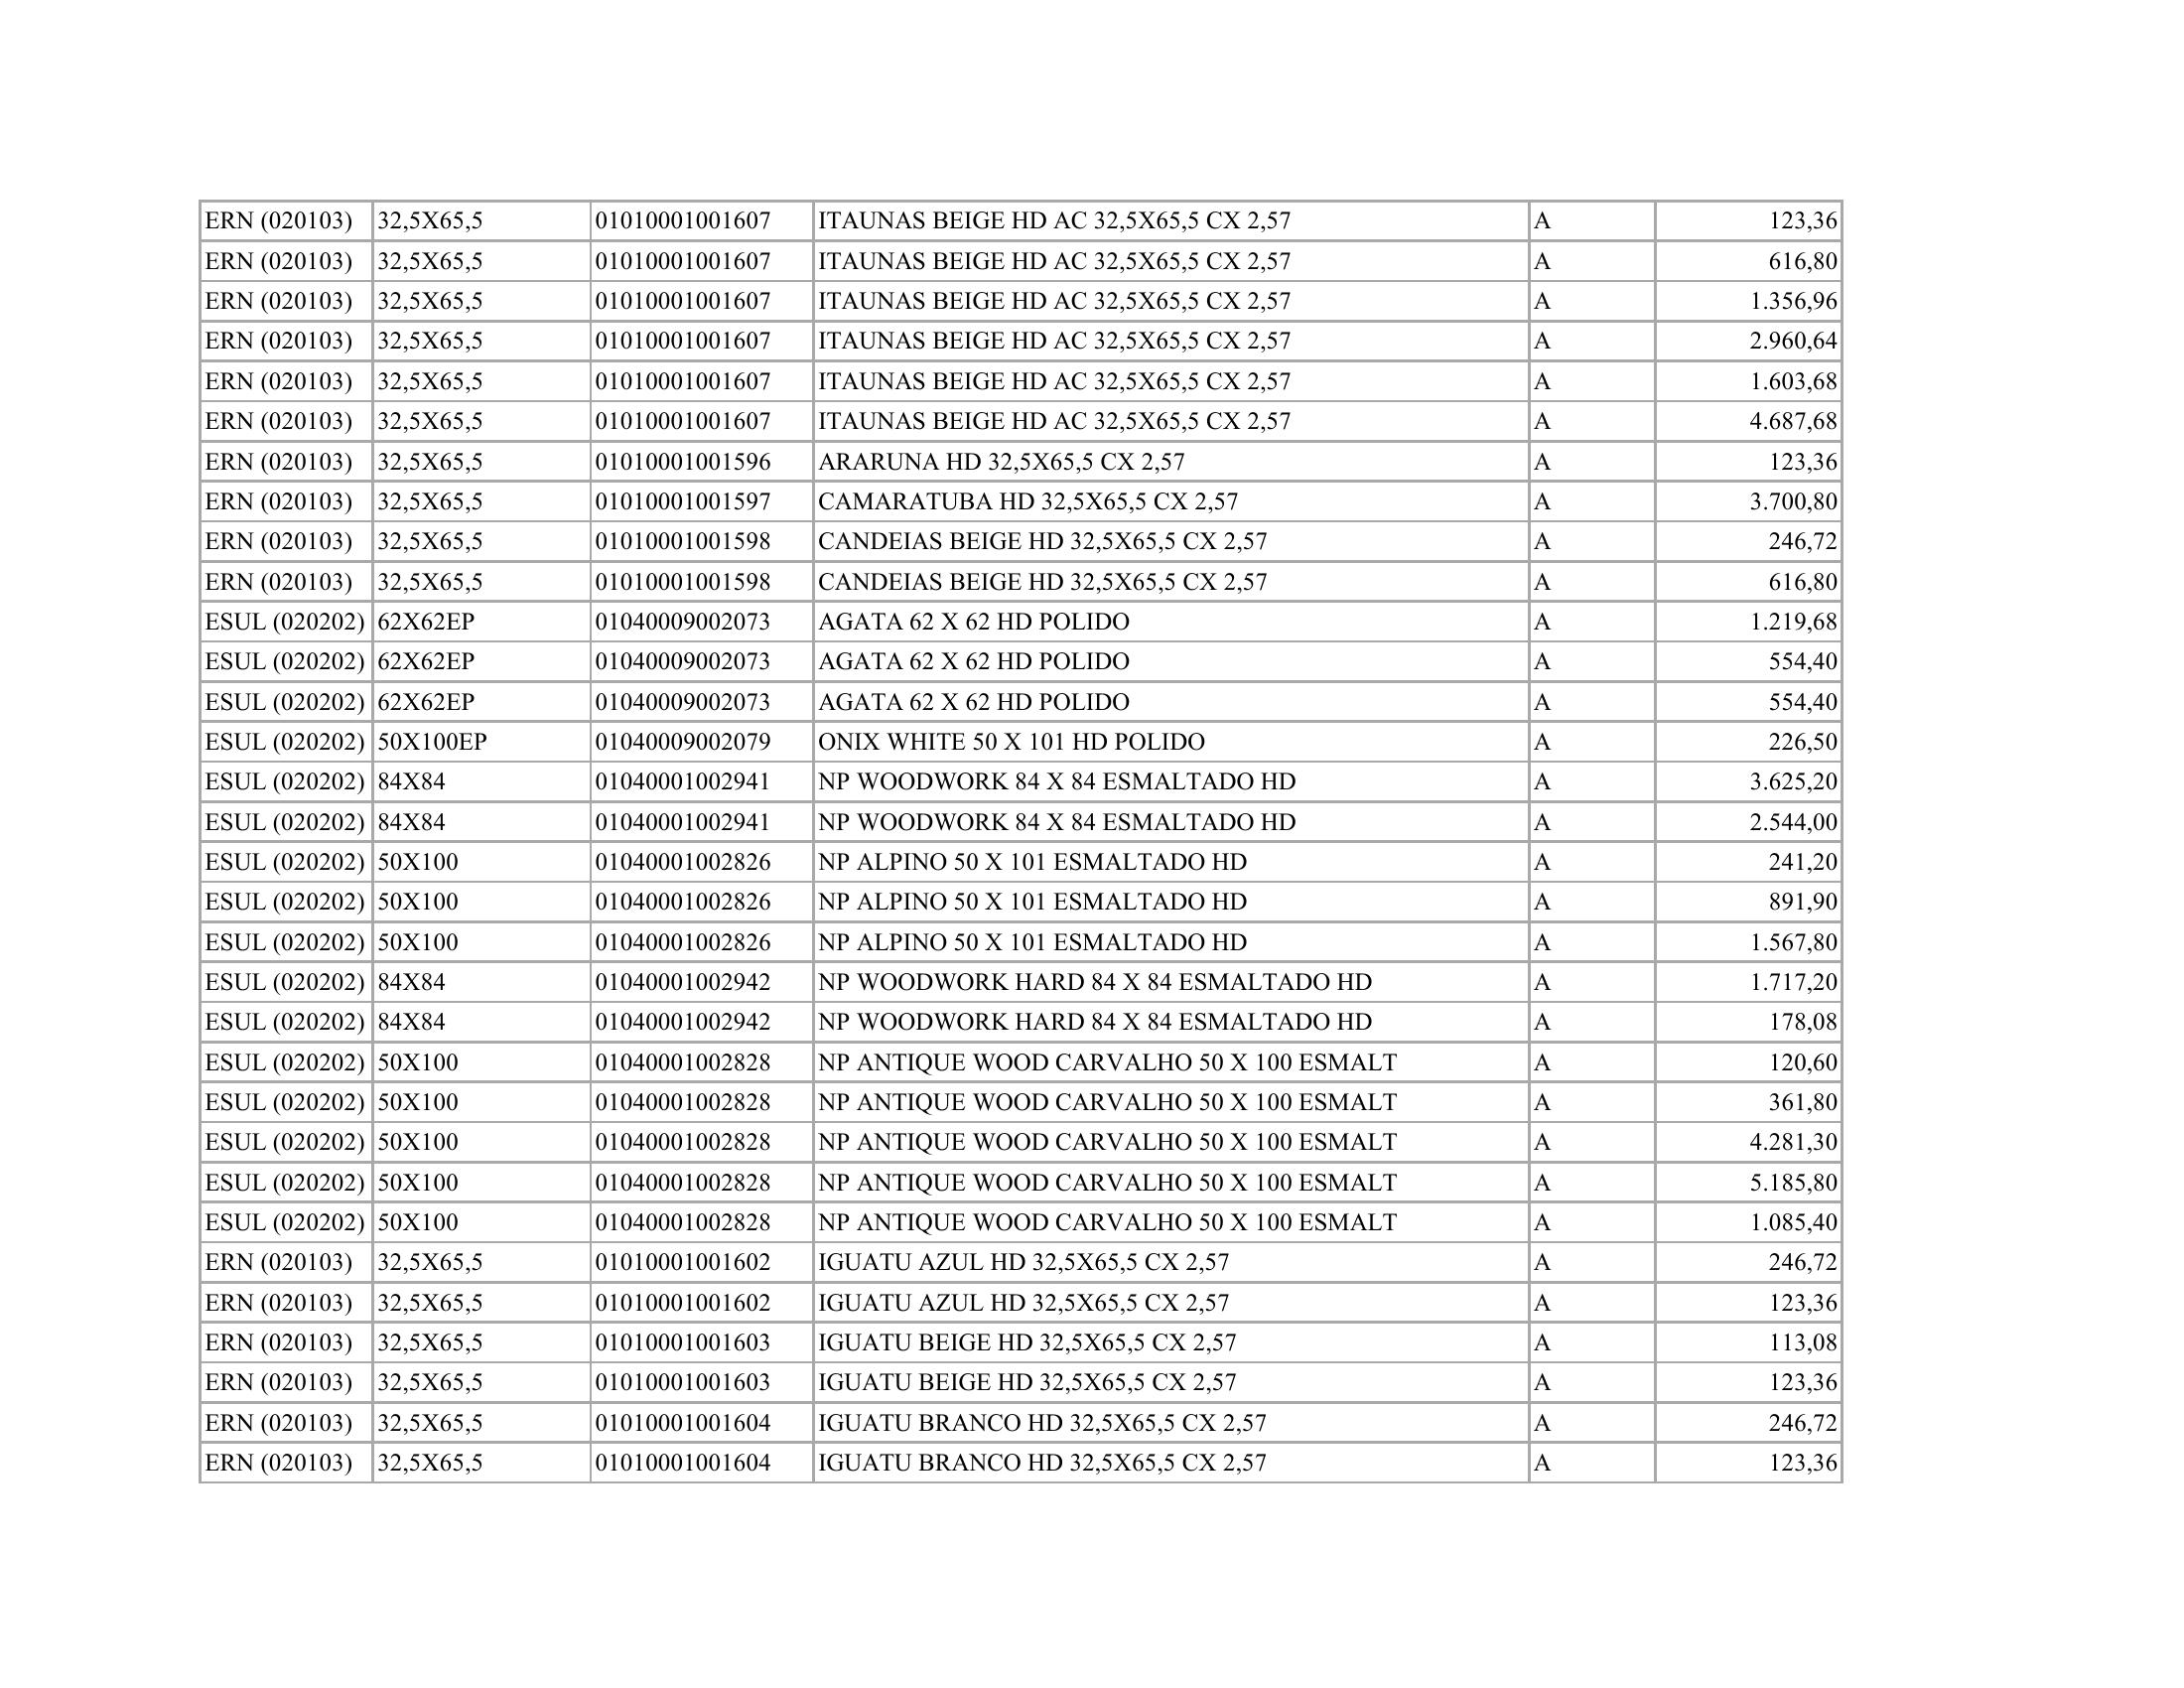 ERN (020103) 32,5X65,5 01010001001607 ITAUNAS BEIGE HD AC 32,5X65,5 CX 2,57 A 123,36
ERN (020103) 32,5X65,5 01010001001607 ITAUNAS BEIGE HD AC 32,5X65,5 CX 2,57 A 616,80
ERN (020103) 32,5X65,5 01010001001607 ITAUNAS BEIGE HD AC 32,5X65,5 CX 2,57 A 1.356,96
ERN (020103) 32,5X65,5 01010001001607 ITAUNAS BEIGE HD AC 32,5X65,5 CX 2,57 A 2.960,64
ERN (020103) 32,5X65,5 01010001001607 ITAUNAS BEIGE HD AC 32,5X65,5 CX 2,57 A 1.603,68
ERN (020103) 32,5X65,5 01010001001607 ITAUNAS BEIGE HD AC 32,5X65,5 CX 2,57 A 4.687,68
ERN (020103) 32,5X65,5 01010001001596 ARARUNA HD 32,5X65,5 CX 2,57 A 123,36
ERN (020103) 32,5X65,5 01010001001597 CAMARATUBA HD 32,5X65,5 CX 2,57 A 3.700,80
ERN (020103) 32,5X65,5 01010001001598 CANDEIAS BEIGE HD 32,5X65,5 CX 2,57 A 246,72
ERN (020103) 32,5X65,5 01010001001598 CANDEIAS BEIGE HD 32,5X65,5 CX 2,57 A 616,80
ESUL (020202) 62X62EP 01040009002073 AGATA 62 X 62 HD POLIDO A 1.219,68
ESUL (020202) 62X62EP 01040009002073 AGATA 62 X 62 HD POLIDO A 554,40
ESUL (020202) 62X62EP 01040009002073 AGATA 62 X 62 HD POLIDO A 554,40
ESUL (020202) 50X100EP 01040009002079 ONIX WHITE 50 X 101 HD POLIDO A 226,50
ESUL (020202) 84X84 01040001002941 NP WOODWORK 84 X 84 ESMALTADO HD A 3.625,20
ESUL (020202) 84X84 01040001002941 NP WOODWORK 84 X 84 ESMALTADO HD A 2.544,00
ESUL (020202) 50X100 01040001002826 NP ALPINO 50 X 101 ESMALTADO HD A 241,20
ESUL (020202) 50X100 01040001002826 NP ALPINO 50 X 101 ESMALTADO HD A 891,90
ESUL (020202) 50X100 01040001002826 NP ALPINO 50 X 101 ESMALTADO HD A 1.567,80
ESUL (020202) 84X84 01040001002942 NP WOODWORK HARD 84 X 84 ESMALTADO HD A 1.717,20
ESUL (020202) 84X84 01040001002942 NP WOODWORK HARD 84 X 84 ESMALTADO HD A 178,08
ESUL (020202) 50X100 01040001002828 NP ANTIQUE WOOD CARVALHO 50 X 100 ESMALT A 120,60
ESUL (020202) 50X100 01040001002828 NP ANTIQUE WOOD CARVALHO 50 X 100 ESMALT A 361,80
ESUL (020202) 50X100 01040001002828 NP ANTIQUE WOOD CARVALHO 50 X 100 ESMALT A 4.281,30
ESUL (020202) 50X100 01040001002828 NP ANTIQUE WOOD CARVALHO 50 X 100 ESMALT A 5.185,80
ESUL (020202) 50X100 01040001002828 NP ANTIQUE WOOD CARVALHO 50 X 100 ESMALT A 1.085,40
ERN (020103) 32,5X65,5 01010001001602 IGUATU AZUL HD 32,5X65,5 CX 2,57 A 246,72
ERN (020103) 32,5X65,5 01010001001602 IGUATU AZUL HD 32,5X65,5 CX 2,57 A 123,36
ERN (020103) 32,5X65,5 01010001001603 IGUATU BEIGE HD 32,5X65,5 CX 2,57 A 113,08
ERN (020103) 32,5X65,5 01010001001603 IGUATU BEIGE HD 32,5X65,5 CX 2,57 A 123,36
ERN (020103) 32,5X65,5 01010001001604 IGUATU BRANCO HD 32,5X65,5 CX 2,57 A 246,72
ERN (020103) 32,5X65,5 01010001001604 IGUATU BRANCO HD 32,5X65,5 CX 2,57 A 123,36